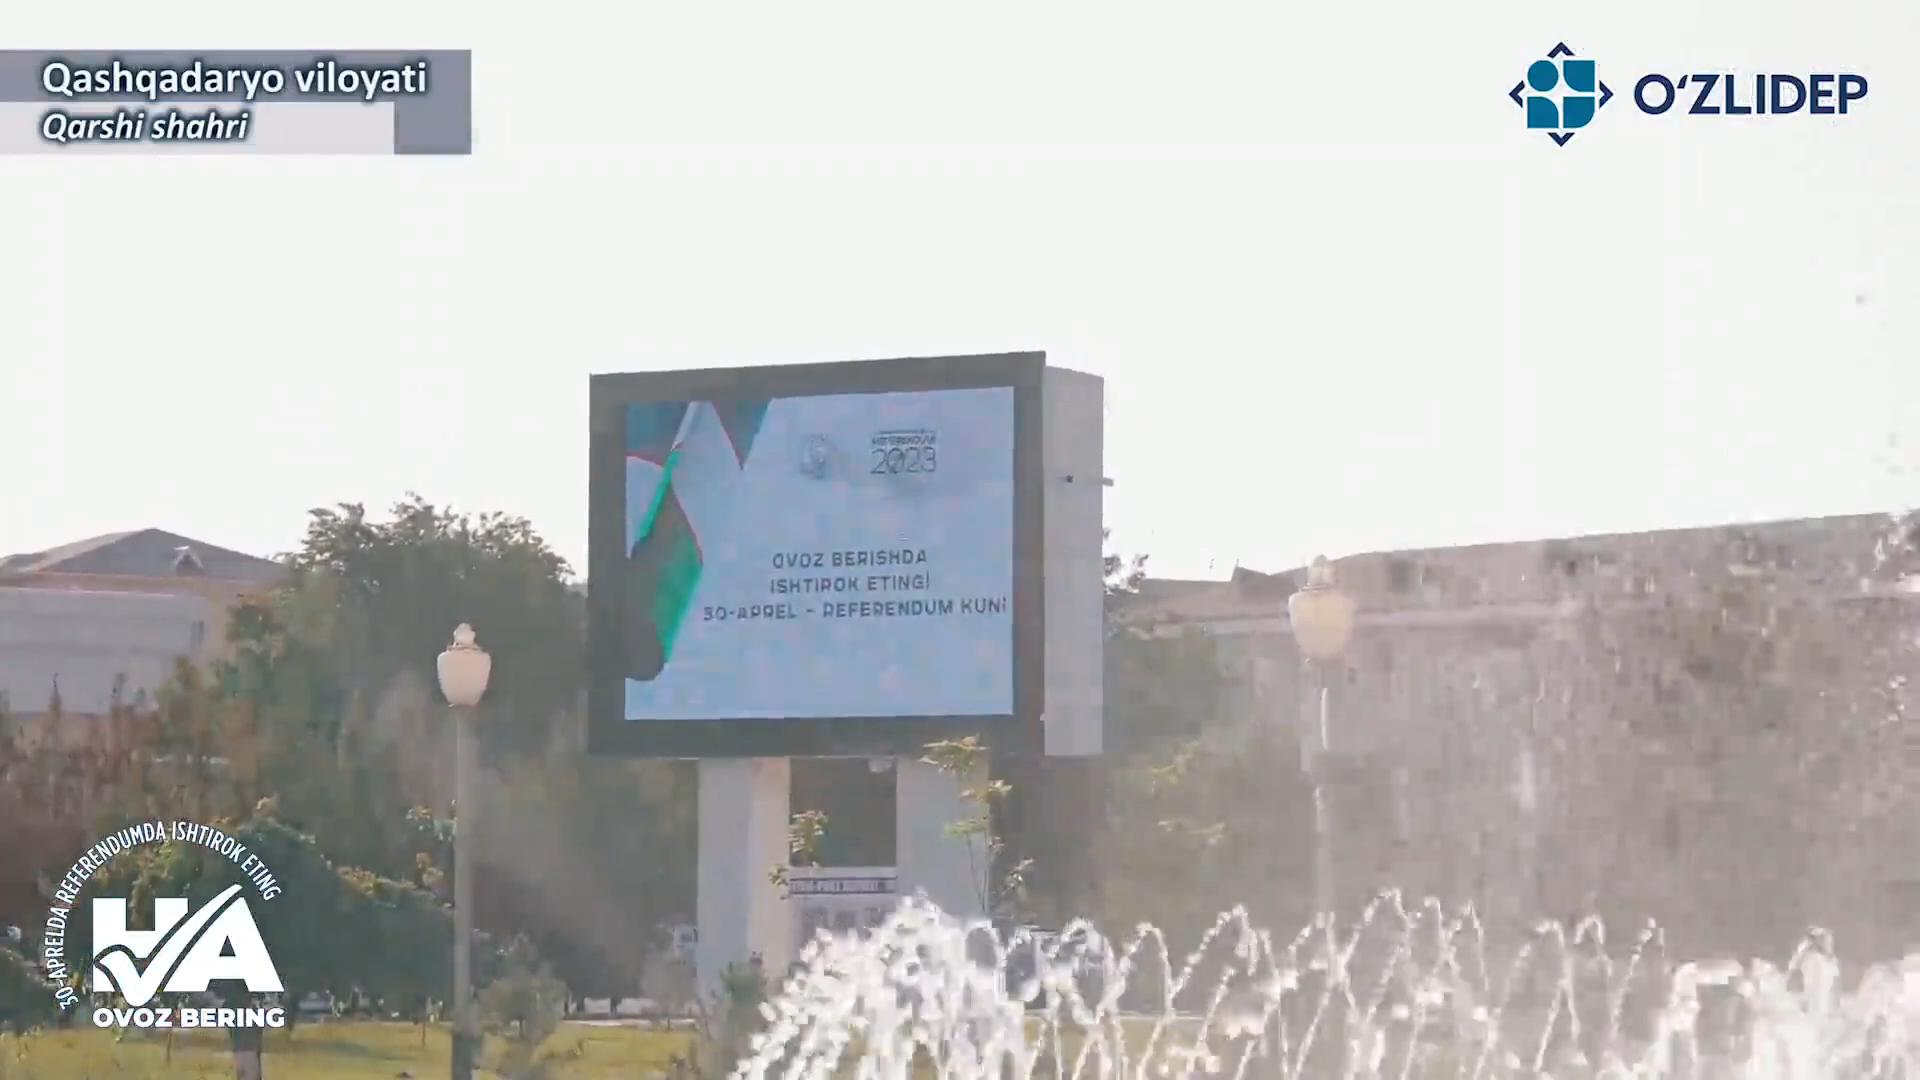 Qashqadaryo viloyati
Qarshi shahri
O‘ZLIDEP
REFERENDUM
2023
OVOZ BERISHDA
ISHTIROK ETING!
30-APREL - REFERENDUM KUNI
30-APRELDA REFERENDUMDA ISHTIROK ETING
HA
OVOZ BERING